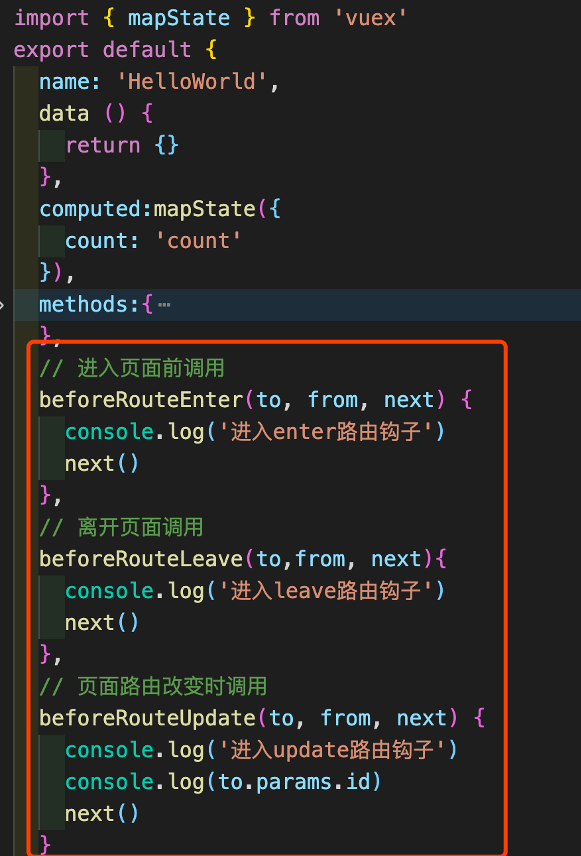 import { mapState } from 'vuex'
export default {
  name: 'HelloWorld',
  data () {
    return {}
  },
  computed:mapState({
    count: 'count'
  }),
  methods:{⋯
  },
  // 进入页面前调用
  beforeRouteEnter(to, from, next) {
    console.log('进入enter路由钩子')
    next()
  },
  // 离开页面调用
  beforeRouteLeave(to,from, next){
    console.log('进入leave路由钩子')
    next()
  },
  // 页面路由改变时调用
  beforeRouteUpdate(to, from, next) {
    console.log('进入update路由钩子')
    console.log(to.params.id)
    next()
  }